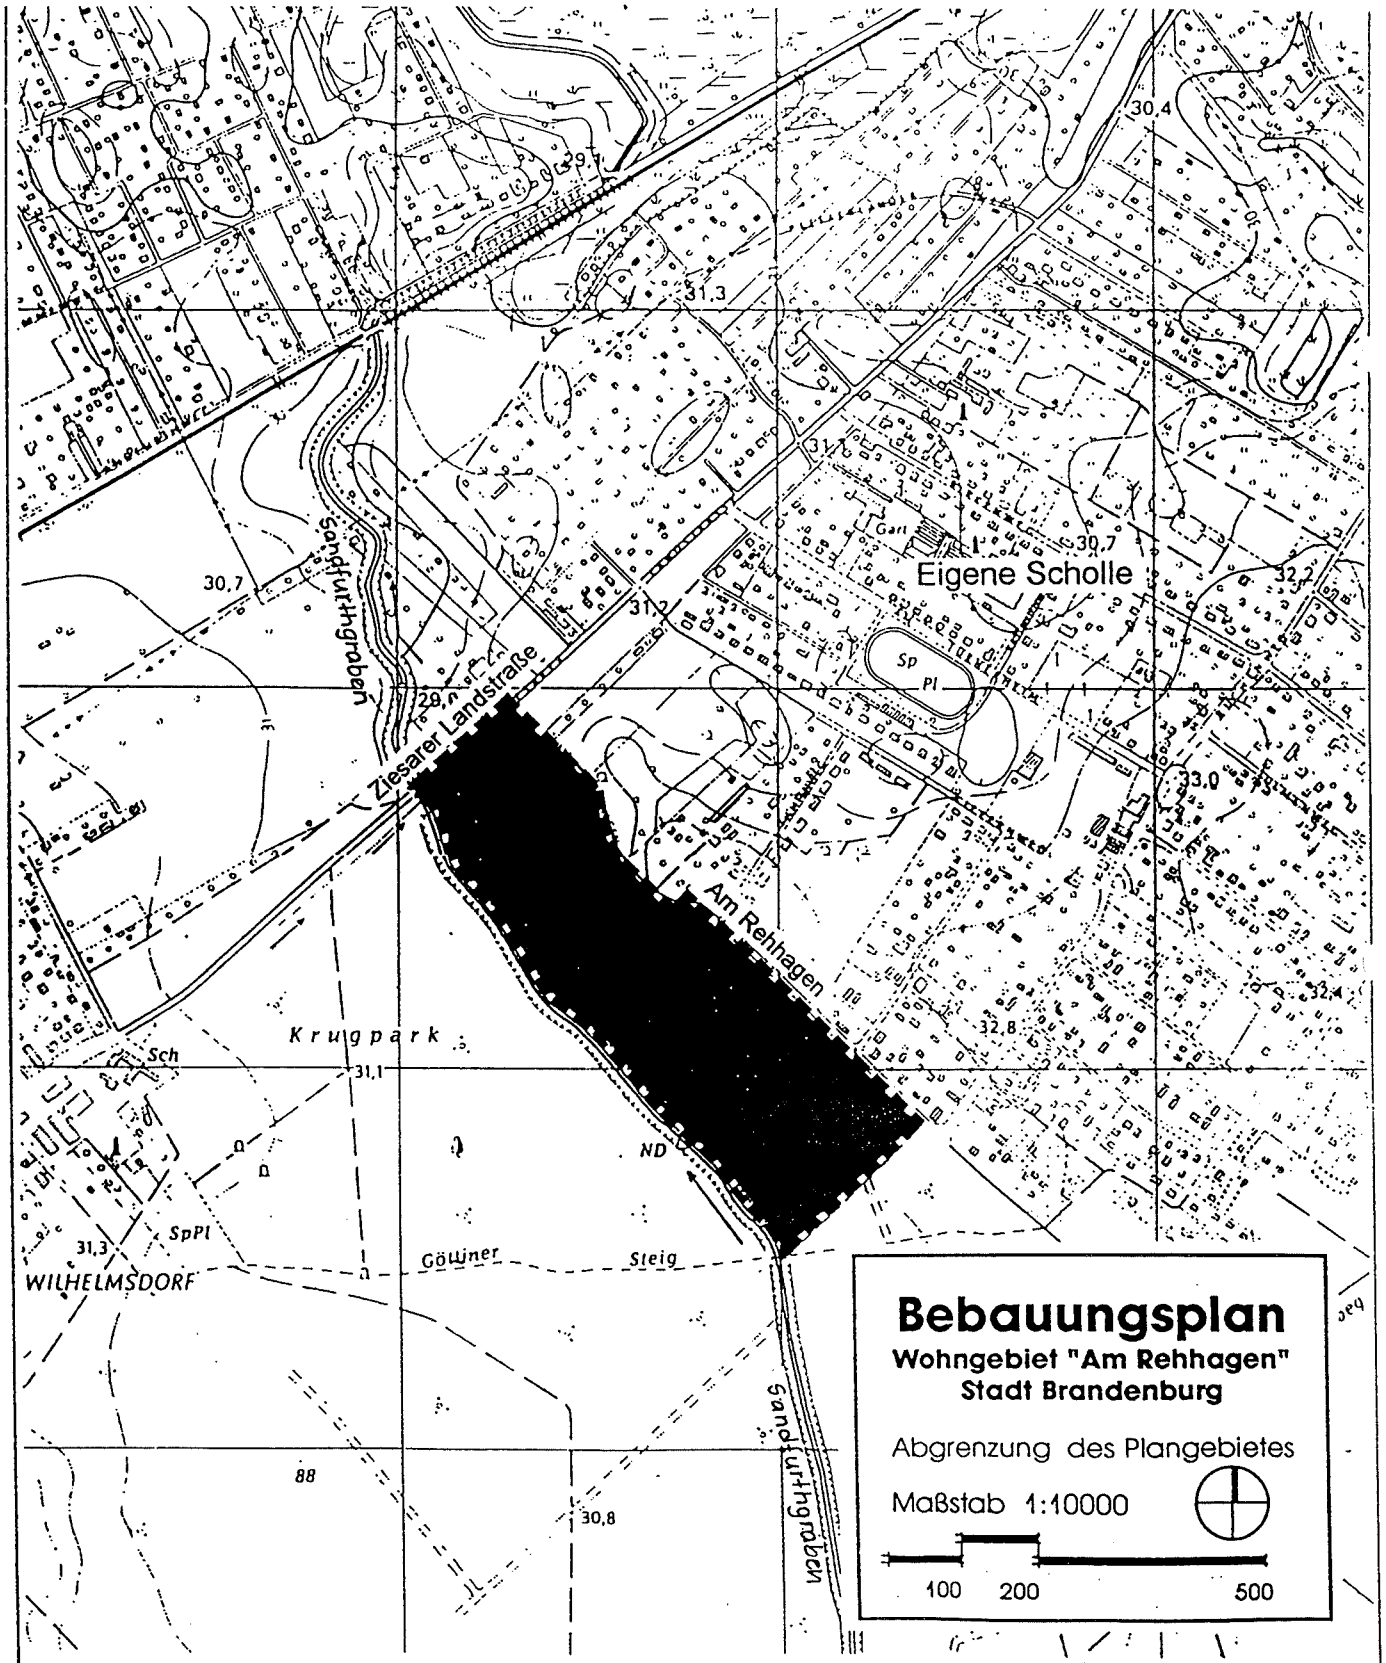 30,4
29,1
31,3
31,1
Gart
30,7
Eigene Scholle
32,2
30,7
Sandfurthgraben
31,2
Sp
Pl
Ziesarer Landstraße
33,0
Am Rehhagen
32,4
32,8
Krugpark
Sch
31,1
ND
SpPl
31,3
WILHELMSDORF
Göttiner Steig
88
30,8
Sandfurthgraben
Bebauungsplan
Wohngebiet "Am Rehhagen"
Stadt Brandenburg
Abgrenzung des Plangebietes
Maßstab 1:10000
100 200 500